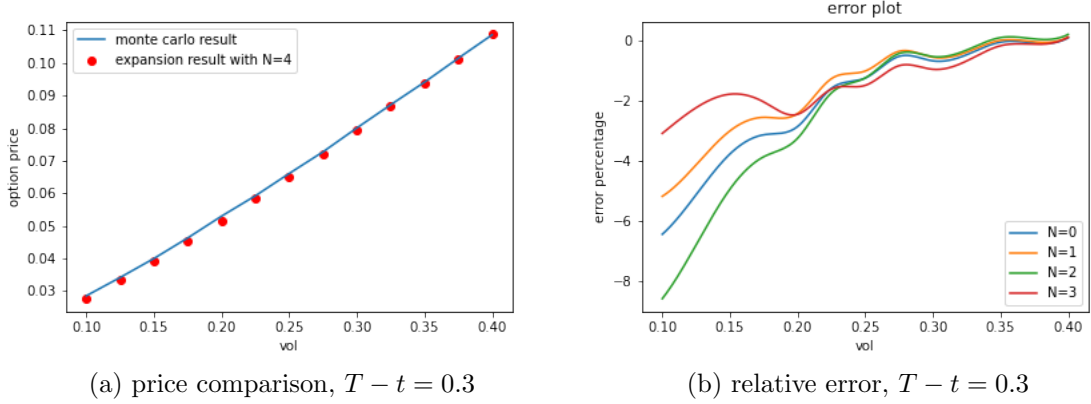 0.11
0.10
0.09
0.08
0.07
0.06
0.05
0.04
0.03
option price
monte carlo result
expansion result with N=4
0.10 0.15 0.20 0.25 0.30 0.35 0.40
vol
(a) price comparison, T − t = 0.3
error plot
0
−2
−4
−6
−8
error percentage
N=0
N=1
N=2
N=3
0.10 0.15 0.20 0.25 0.30 0.35 0.40
vol
(b) relative error, T − t = 0.3